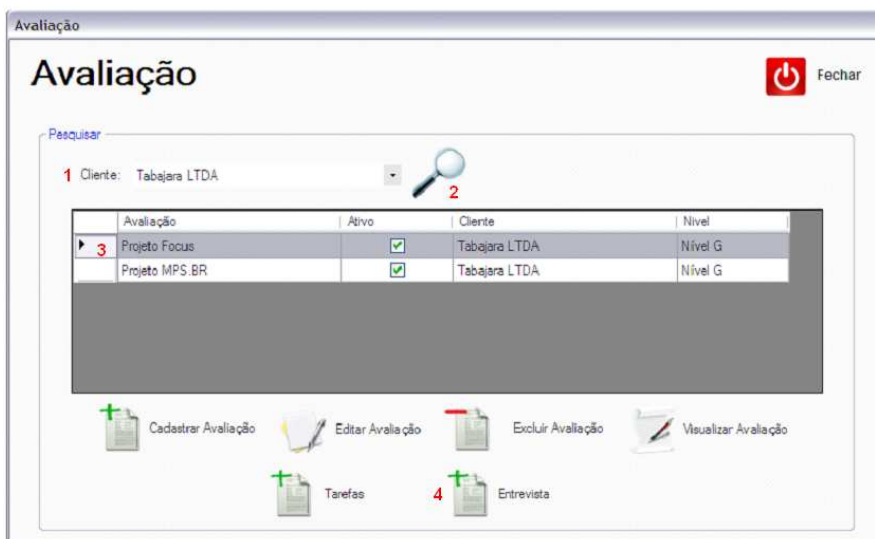 Avaliação
Avaliação
Fechar
Pesquisar
1 Cliente: Tabajara LTDA
2
Avaliação Ativo Cliente Nivel
3 Projeto Focus Tabajara LTDA Nível G
Projeto MPS.BR Tabajara LTDA Nível G
Cadastrar Avaliação Editar Avaliação Excluir Avaliação Visualizar Avaliação
Tarefas 4 Entrevista